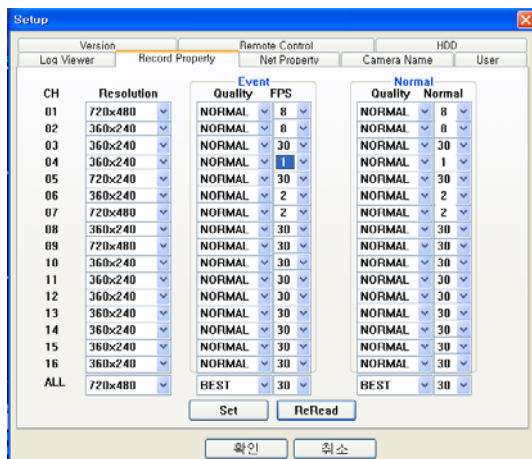 Setup
Version Remote Control HDD
Log Viewer Record Property Net Property Camera Name User
Event Normal
CH Resolution Quality FPS Quality Normal
01 720x480 NORMAL 8 NORMAL 8
02 360x240 NORMAL 8 NORMAL 8
03 360x240 NORMAL 30 NORMAL 30
04 360x240 NORMAL 1 NORMAL 1
05 720x480 NORMAL 30 NORMAL 30
06 360x240 NORMAL 2 NORMAL 2
07 720x480 NORMAL 2 NORMAL 2
08 360x240 NORMAL 30 NORMAL 30
09 720x480 NORMAL 30 NORMAL 30
10 360x240 NORMAL 30 NORMAL 30
11 360x240 NORMAL 30 NORMAL 30
12 360x240 NORMAL 30 NORMAL 30
13 360x240 NORMAL 30 NORMAL 30
14 360x240 NORMAL 30 NORMAL 30
15 360x240 NORMAL 30 NORMAL 30
16 360x240 NORMAL 30 NORMAL 30
ALL 720x480 BEST 30 BEST 30
Set ReRead
확인 취소